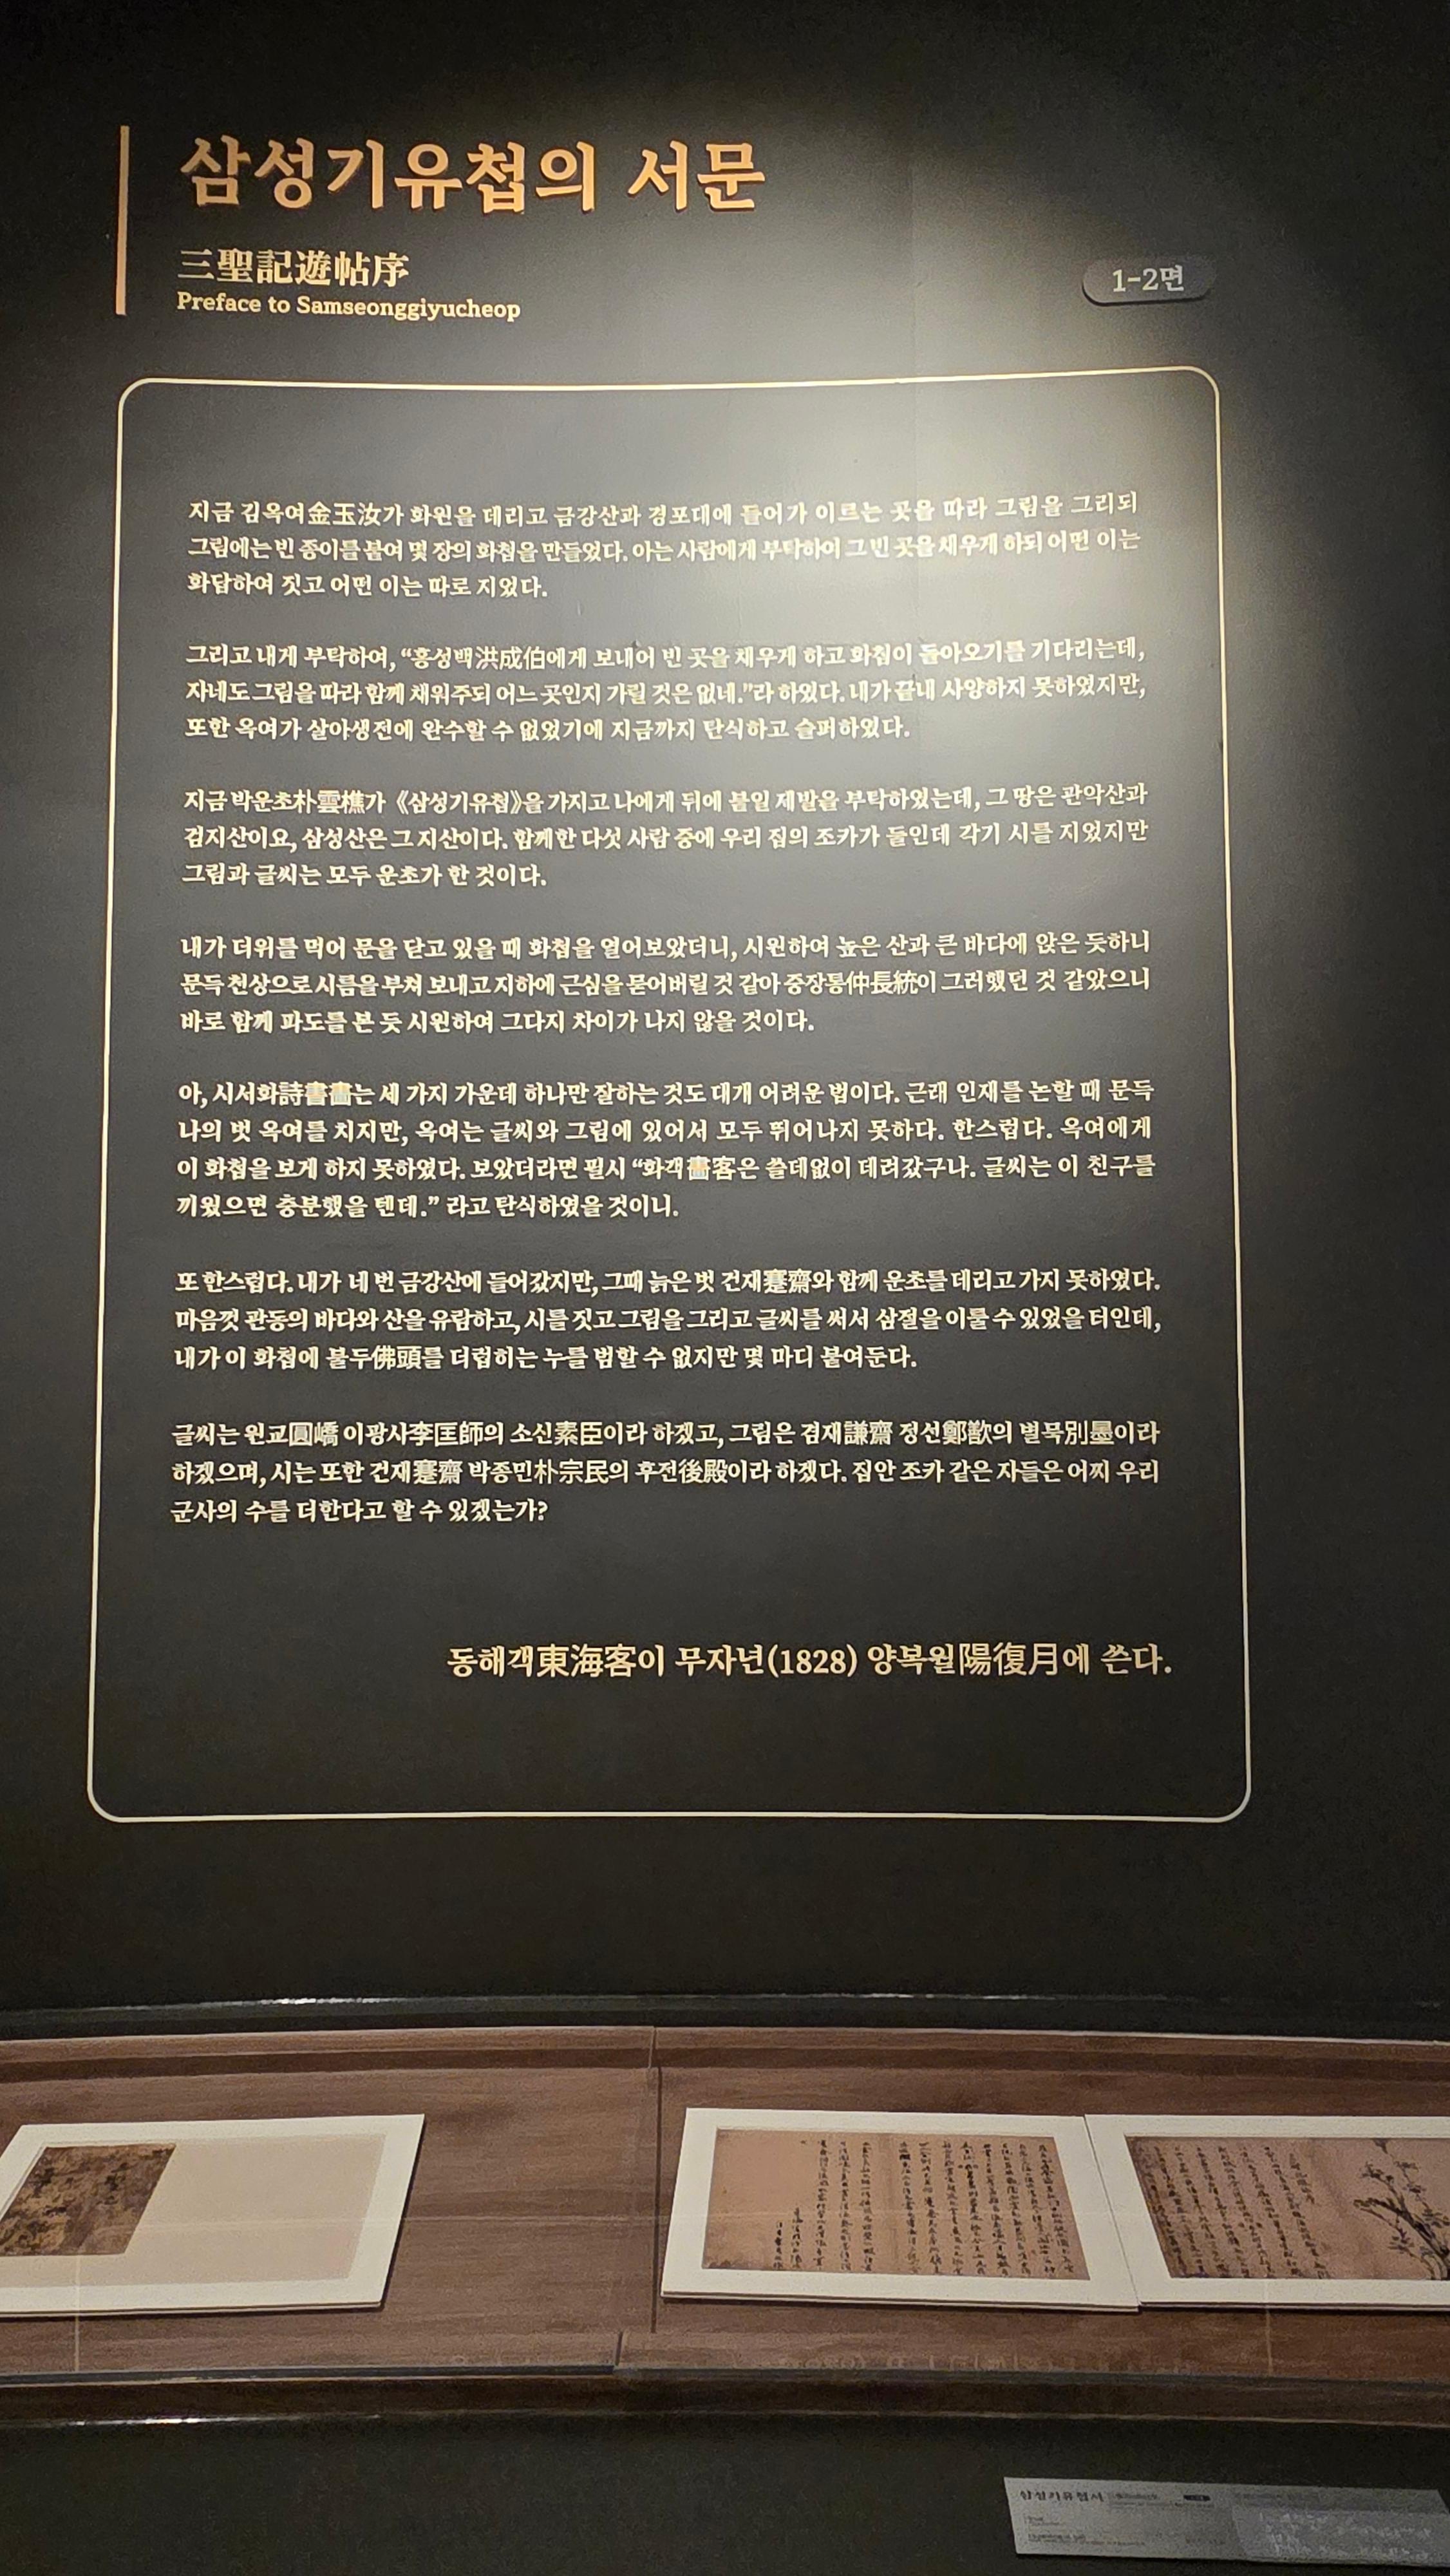 삼성기유첩의 서문
三聖記遊帖序
Preface to Samseonggiyucheop
1-2면
지금 김옥여金玉汝가 화원을 데리고 금강산과 경포대에 들어가 이르는 곳을 따라 그림을 그리되
그림에는 빈 종이를 붙여 몇 장의 화첩을 만들었다. 아는 사람에게 부탁하여 그 빈 곳을 채우게 하되 어떤 이는
화답하여 짓고 어떤 이는 따로 지었다.
그리고 내게 부탁하여, “홍성백洪成伯에게 보내어 빈 곳을 채우게 하고 화첩이 돌아오기를 기다리는데,
자네도 그림을 따라 함께 채워주되 어느 곳인지 가릴 것은 없네.”라 하였다. 내가 끝내 사양하지 못하였지만,
또한 옥여가 살아생전에 완수할 수 없었기에 지금까지 탄식하고 슬퍼하였다.
지금 박운초朴雲樵가 《삼성기유첩》을 가지고 나에게 뒤에 붙일 제발을 부탁하였는데, 그 땅은 관악산과
검지산이요, 삼성산은 그 지산이다. 함께한 다섯 사람 중에 우리 집의 조카가 둘인데 각기 시를 지었지만
그림과 글씨는 모두 운초가 한 것이다.
내가 더위를 먹어 문을 닫고 있을 때 화첩을 열어보았더니, 시원하여 높은 산과 큰 바다에 앉은 듯하니
문득 천상으로 시름을 부쳐 보내고 지하에 근심을 묻어버릴 것 같아 중장통仲長統이 그러했던 것 같았으니
바로 함께 파도를 본 듯 시원하여 그다지 차이가 나지 않을 것이다.
아, 시서화詩書畵는 세 가지 가운데 하나만 잘하는 것도 대개 어려운 법이다. 근래 인재를 논할 때 문득
나의 벗 옥여를 치지만, 옥여는 글씨와 그림에 있어서 모두 뛰어나지 못하다. 한스럽다. 옥여에게
이 화첩을 보게 하지 못하였다. 보았더라면 필시 “화객畵客은 쓸데없이 데려갔구나. 글씨는 이 친구를
끼웠으면 충분했을 텐데.” 라고 탄식하였을 것이니.
또 한스럽다. 내가 네 번 금강산에 들어갔지만, 그때 늙은 벗 건재蹇齋와 함께 운초를 데리고 가지 못하였다.
마음껏 관동의 바다와 산을 유람하고, 시를 짓고 그림을 그리고 글씨를 써서 삼절을 이룰 수 있었을 터인데,
내가 이 화첩에 불두佛頭를 더럽히는 누를 범할 수 없지만 몇 마디 붙여둔다.
글씨는 원교圓嶠 이광사李匡師의 소신素臣이라 하겠고, 그림은 겸재謙齋 정선鄭歚의 별묵別墨이라
하겠으며, 시는 또한 건재蹇齋 박종민朴宗民의 후전後殿이라 하겠다. 집안 조카 같은 자들은 어찌 우리
군사의 수를 더한다고 할 수 있겠는가?
동해객東海客이 무자년(1828) 양복월陽復月에 쓴다.
삼성기유첩서